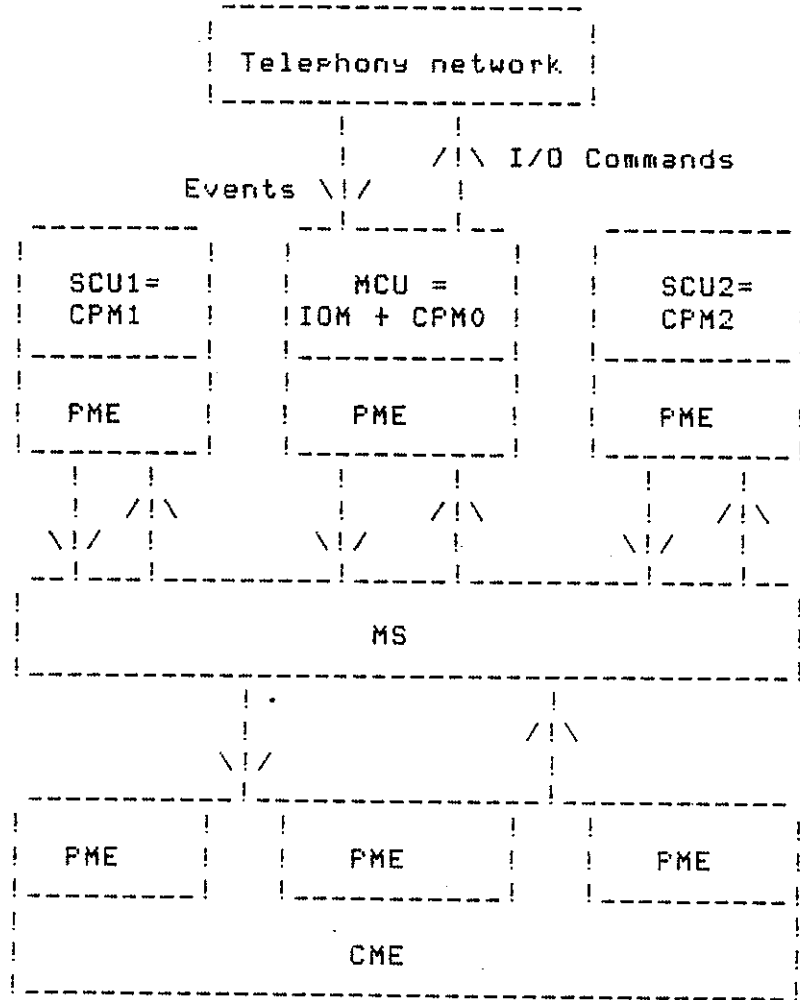 Telephony network
I/O Commands
Events
SCU1=
CPM1
MCU =
IOM + CPM0
SCU2=
CPM2
PME
PME
PME
MS
PME
PME
PME
CME